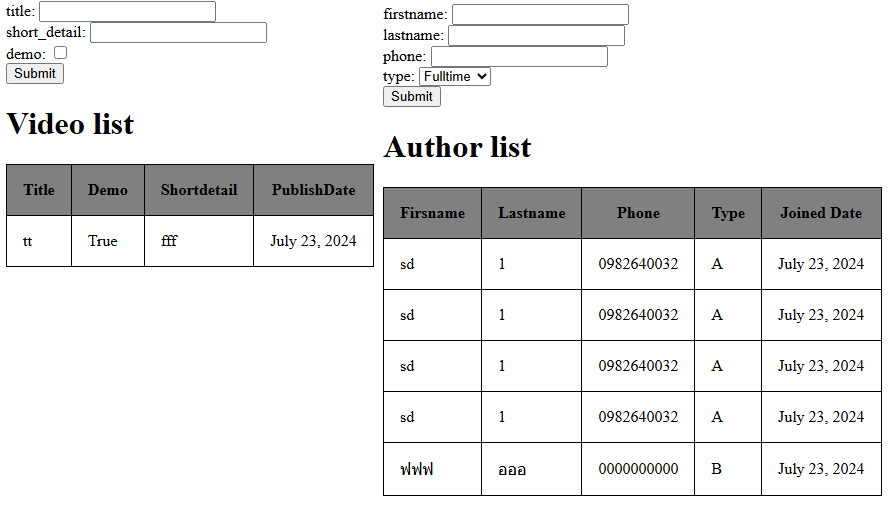 title:
short_detail:
demo:
Submit
Video list
Title Demo Shortdetail PublishDate
tt True fff July 23, 2024
firstname:
lastname:
phone:
type: Fulltime
Submit
Author list
Firsname Lastname Phone Type Joined Date
sd 1 0982640032 A July 23, 2024
sd 1 0982640032 A July 23, 2024
sd 1 0982640032 A July 23, 2024
sd 1 0982640032 A July 23, 2024
ฟฟฟ อออ 0000000000 B July 23, 2024